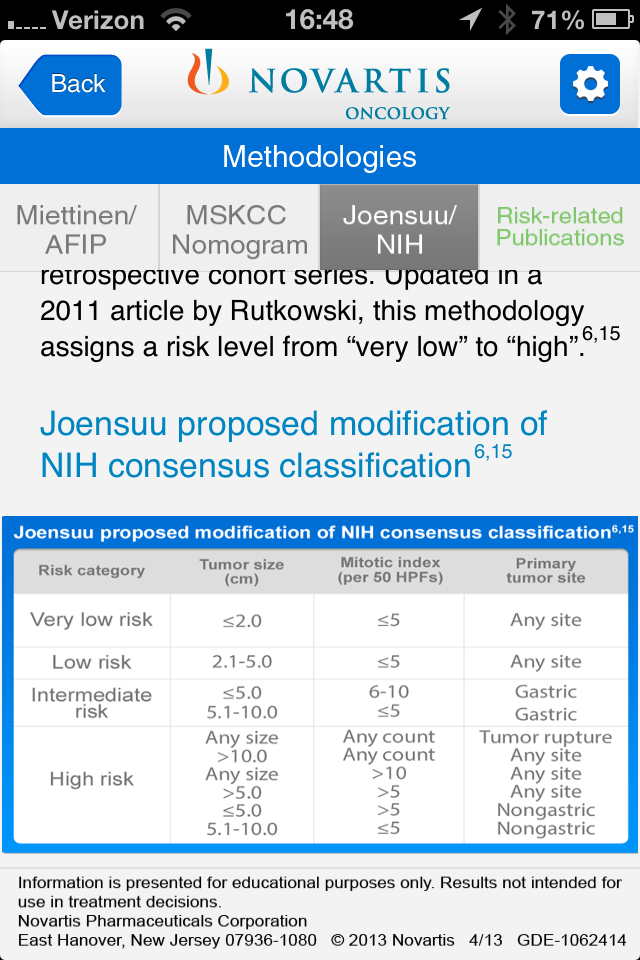 Verizon 16:48 71%
Back NOVARTIS
ONCOLOGY
Methodologies
Miettinen/
AFIP
MSKCC
Nomogram
Joensuu/
NIH
Risk-related
Publications
retrospective cohort series. Updated in a
2011 article by Rutkowski, this methodology
assigns a risk level from “very low” to “high”.6,15
Joensuu proposed modification of
NIH consensus classification6,15
Joensuu proposed modification of NIH consensus classification6,15
Risk category
Tumor size
(cm)
Mitotic index
(per 50 HPFs)
Primary
tumor site
Very low risk ≤2.0 ≤5 Any site
Low risk 2.1-5.0 ≤5 Any site
Intermediate
risk
≤5.0 6-10 Gastric
5.1-10.0 ≤5 Gastric
High risk
Any size Any count Tumor rupture
>10.0 Any count Any site
Any size >10 Any site
>5.0 >5 Any site
≤5.0 >5 Nongastric
5.1-10.0 ≤5 Nongastric
Information is presented for educational purposes only. Results not intended for
use in treatment decisions.
Novartis Pharmaceuticals Corporation
East Hanover, New Jersey 07936-1080 © 2013 Novartis 4/13 GDE-1062414